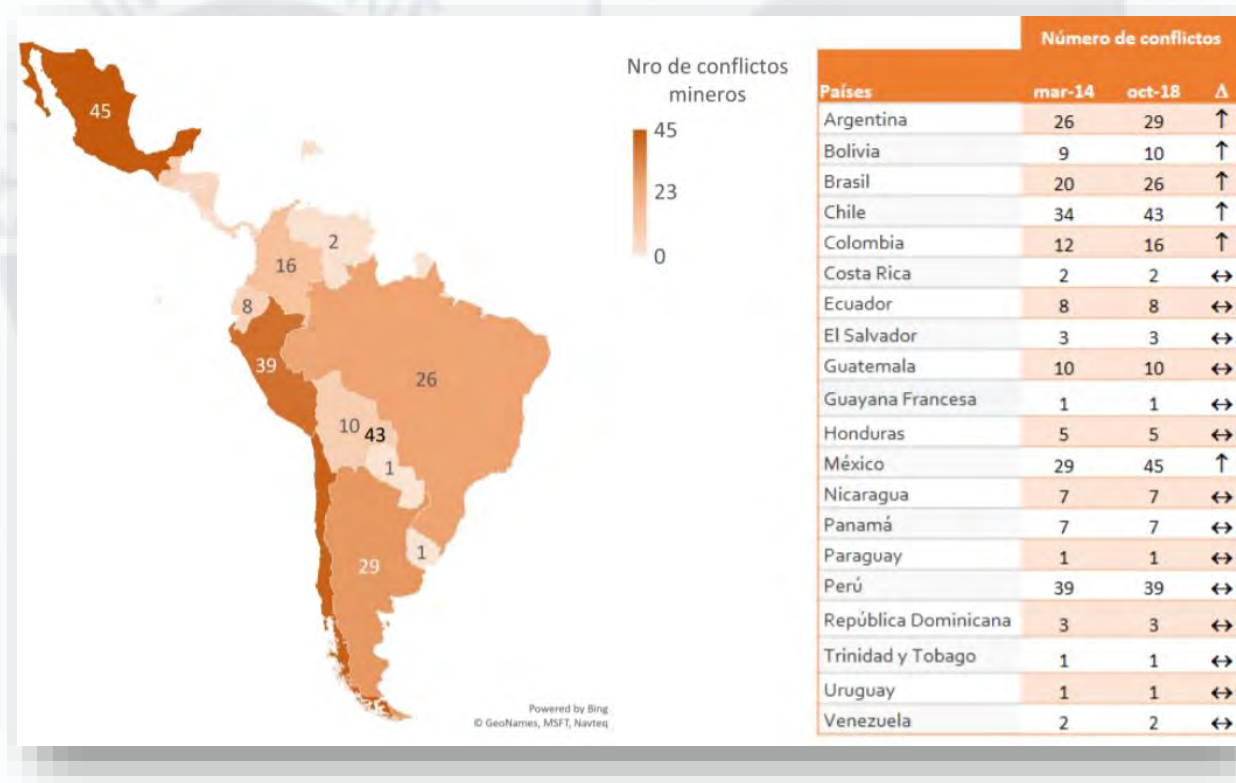 Nro de conflictos
mineros
45
23
0
45
2
16
8
39
26
10
43
1
1
29
Powered by Bing
© GeoNames, MSFT, Navteq
Número de conflictos
Países mar-14 oct-18 Δ
Argentina 26 29 ↑
Bolivia 9 10 ↑
Brasil 20 26 ↑
Chile 34 43 ↑
Colombia 12 16 ↑
Costa Rica 2 2 ↔
Ecuador 8 8 ↔
El Salvador 3 3 ↔
Guatemala 10 10 ↔
Guayana Francesa 1 1 ↔
Honduras 5 5 ↔
México 29 45 ↑
Nicaragua 7 7 ↔
Panamá 7 7 ↔
Paraguay 1 1 ↔
Perú 39 39 ↔
República Dominicana 3 3 ↔
Trinidad y Tobago 1 1 ↔
Uruguay 1 1 ↔
Venezuela 2 2 ↔